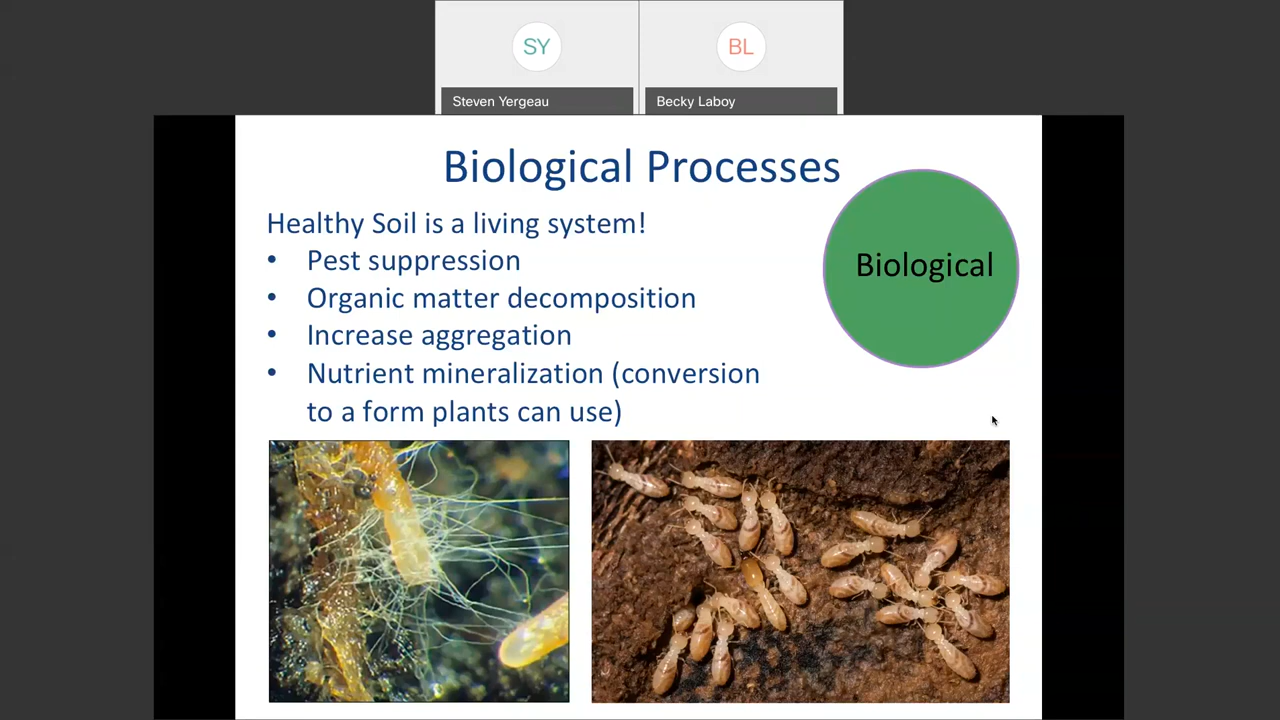 SY
BL
Steven Yergeau
Becky Laboy
Biological Processes
Healthy Soil is a living system!
• Pest suppression
• Organic matter decomposition
• Increase aggregation
• Nutrient mineralization (conversion
to a form plants can use)
Biological